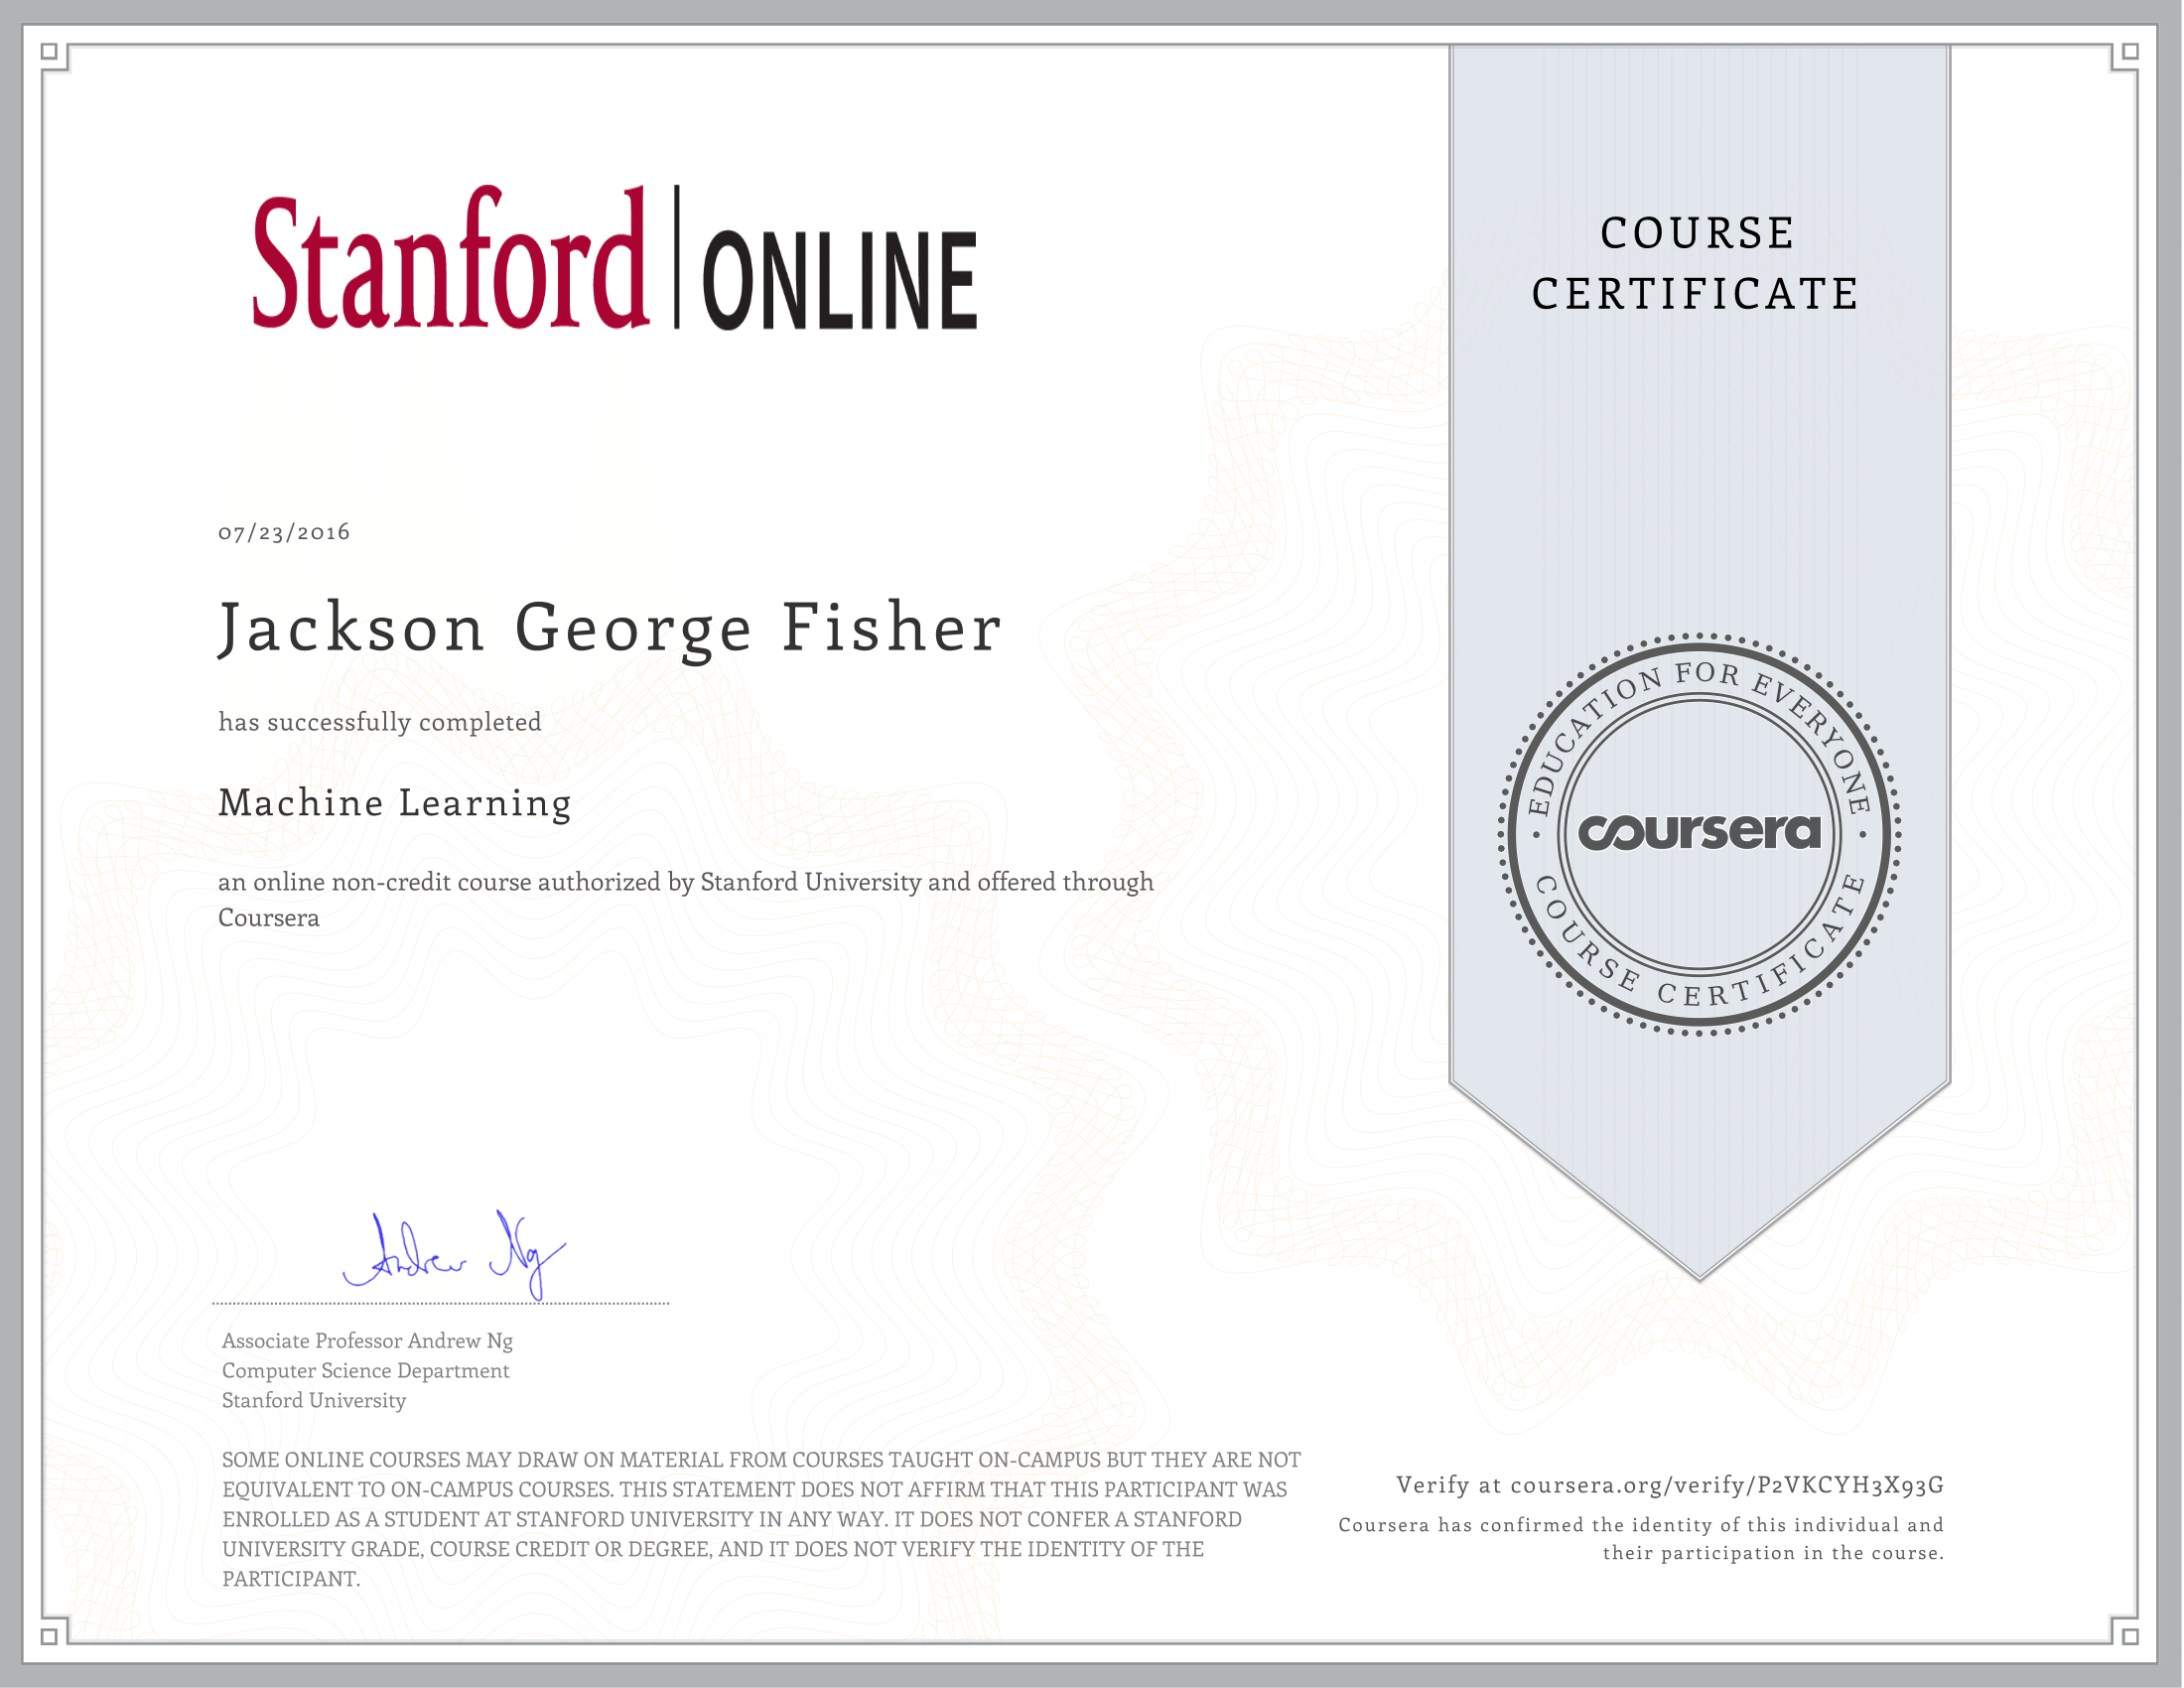 Stanford | ONLINE
COURSE
CERTIFICATE
07/23/2016
Jackson George Fisher
has successfully completed
Machine Learning
an online non-credit course authorized by Stanford University and offered through
Coursera
EDUCATION FOR EVERYONE
coursera
COURSE CERTIFICATE
Andrew Ng
Associate Professor Andrew Ng
Computer Science Department
Stanford University
SOME ONLINE COURSES MAY DRAW ON MATERIAL FROM COURSES TAUGHT ON-CAMPUS BUT THEY ARE NOT
EQUIVALENT TO ON-CAMPUS COURSES. THIS STATEMENT DOES NOT AFFIRM THAT THIS PARTICIPANT WAS
ENROLLED AS A STUDENT AT STANFORD UNIVERSITY IN ANY WAY. IT DOES NOT CONFER A STANFORD
UNIVERSITY GRADE, COURSE CREDIT OR DEGREE, AND IT DOES NOT VERIFY THE IDENTITY OF THE
PARTICIPANT.
Verify at coursera.org/verify/P2VKCYH3X93G
Coursera has confirmed the identity of this individual and
their participation in the course.